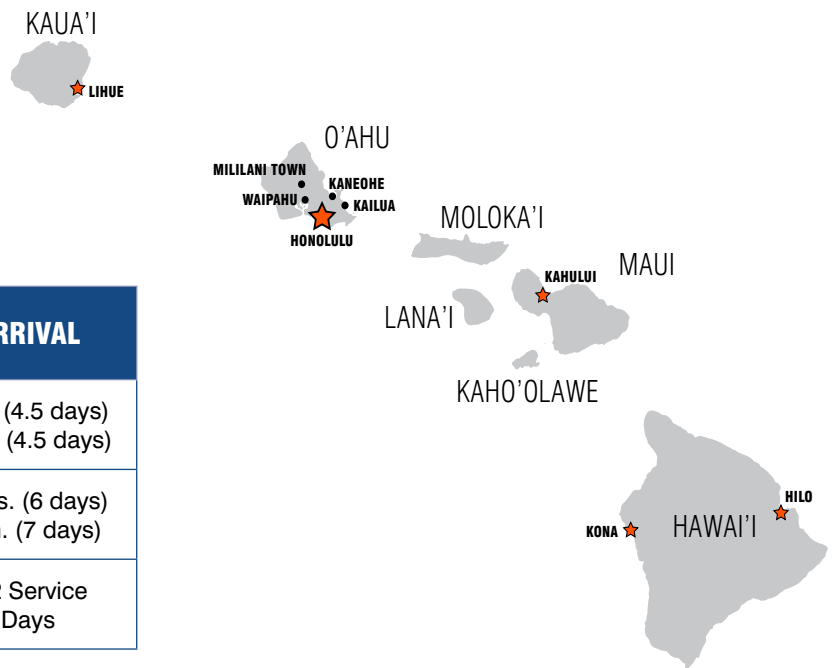 KAUA'I
LIHUE
O'AHU
MILILANI TOWN
KANEOHE
WAIPAHU
KAILUA
HONOLULU
MOLOKA'I
KAHULUI
MAUI
LANA'I
KAHO'OLAWE
HILO
KONA
HAWAI'I
(4.5 days)
(4.5 days)
(6 days)
(7 days)
Service
Days